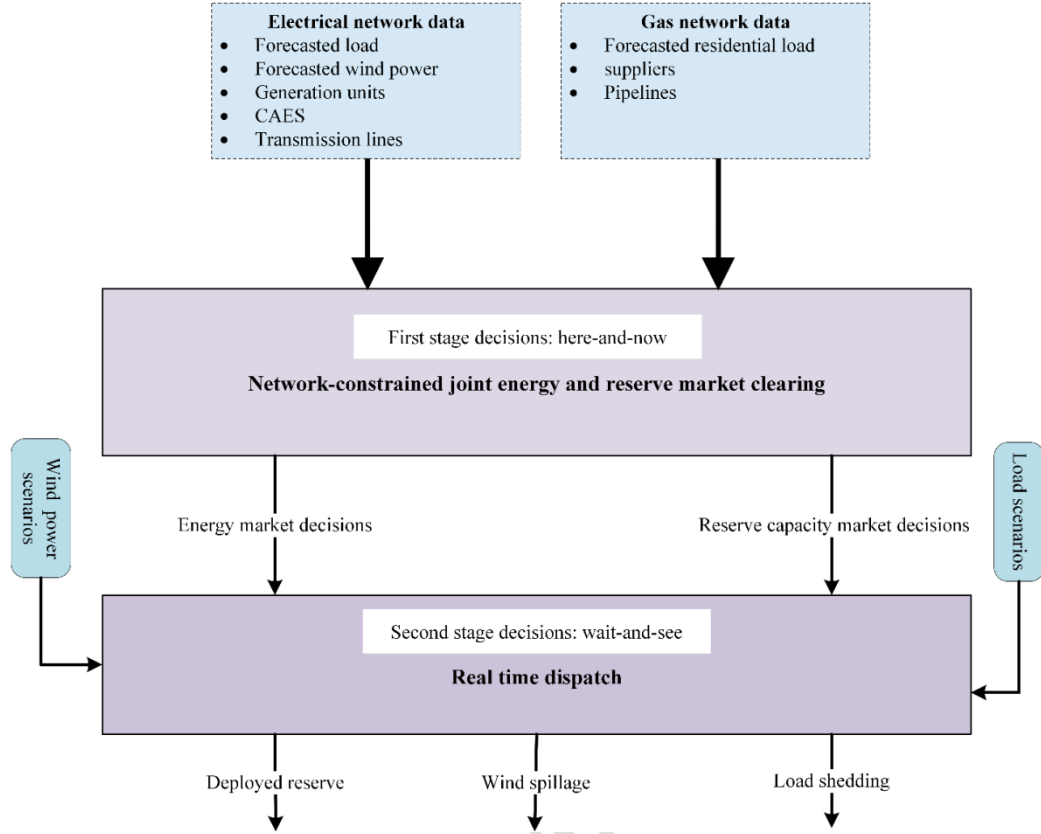 Electrical network data
• Forecasted load
• Forecasted wind power
• Generation units
• CAES
• Transmission lines
Gas network data
• Forecasted residential load
• suppliers
• Pipelines
First stage decisions: here-and-now
Network-constrained joint energy and reserve market clearing
Wind power
scenarios
Load scenarios
Energy market decisions
Reserve capacity market decisions
Second stage decisions: wait-and-see
Real time dispatch
Deployed reserve
Wind spillage
Load shedding